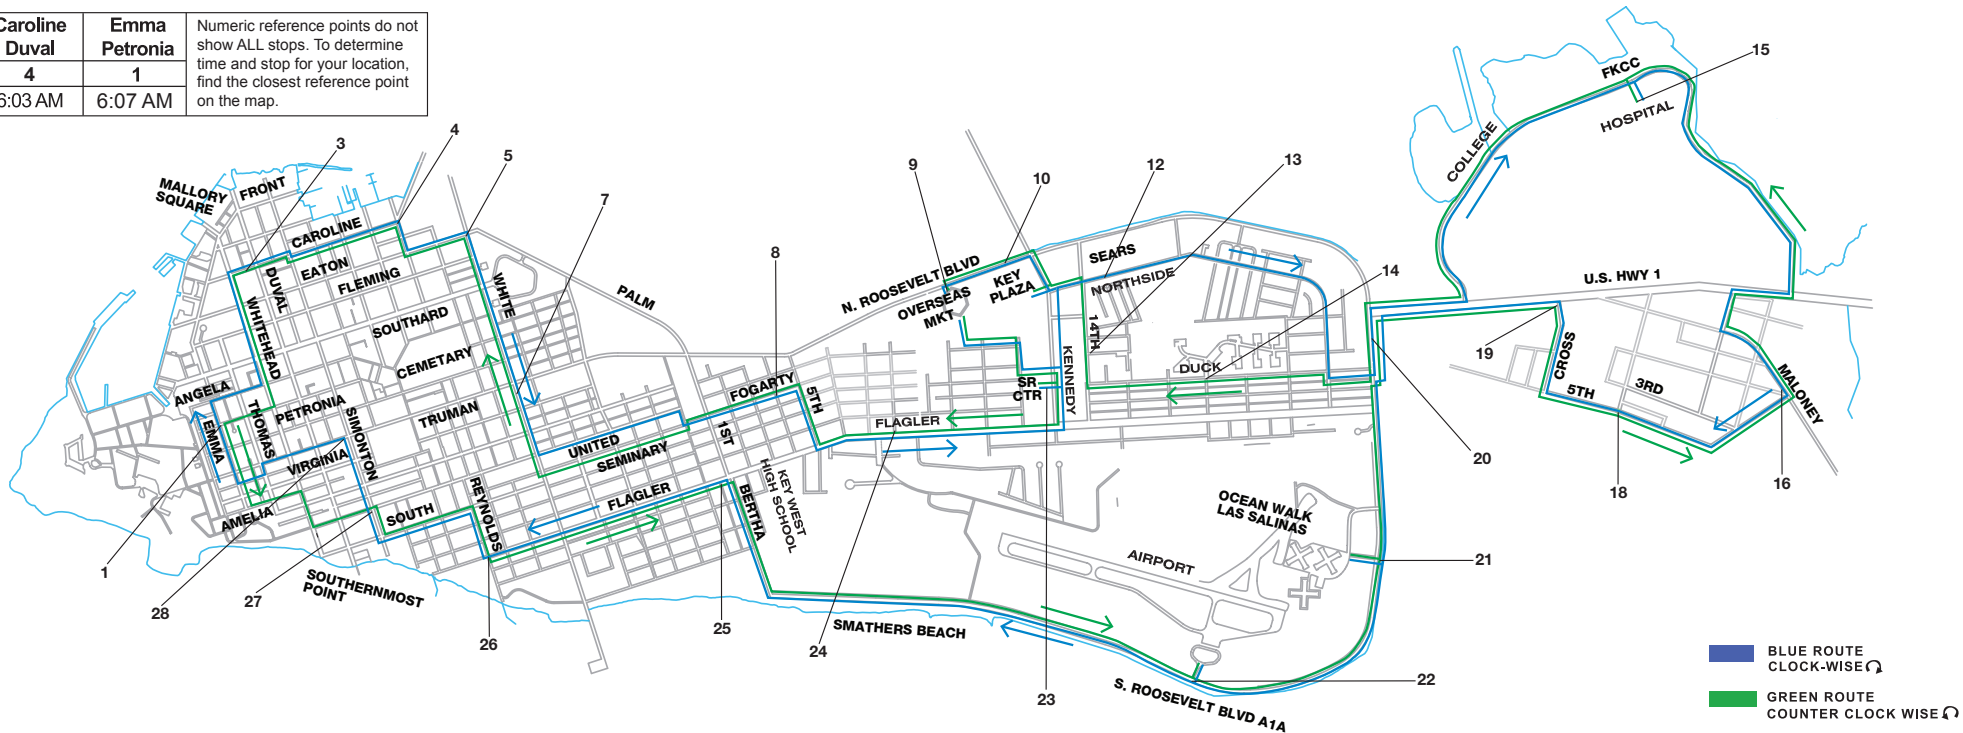 Caroline
Duval
Emma
Petronia
4
1
6:03 AM
6:07 AM
Numeric reference points do not
show ALL stops. To determine
time and stop for your location,
find the closest reference point
on the map.
3
4
5
7
8
9
10
12
13
14
15
MALLORY
SQUARE
FRONT
CAROLINE
EATON
FLEMING
DUVAL
WHITEHEAD
SOUTHARD
CEMETARY
WHITE
PALM
ANGELA
EMMA
THOMAS
PETRONIA
SIMONTON
TRUMAN
VIRGINIA
AMELIA
SOUTH
REYNOLDS
UNITED
SEMINARY
FLAGLER
1ST
FOGARTY
5TH
BERTHA
KEY WEST
HIGH SCHOOL
SOUTHERNMOST
POINT
N. ROOSEVELT BLVD
OVERSEAS
MKT
KEY
PLAZA
SEARS
NORTHSIDE
14TH
KENNEDY
SR
CTR
DUCK
FLAGLER
SMATHERS BEACH
AIRPORT
OCEAN WALK
LAS SALINAS
S. ROOSEVELT BLVD A1A
COLLEGE
FKCC
HOSPITAL
U.S. HWY 1
CROSS
5TH
3RD
MALONEY
1
28
27
26
25
24
23
22
21
20
19
18
16
BLUE ROUTE
CLOCK-WISE
GREEN ROUTE
COUNTER CLOCK WISE